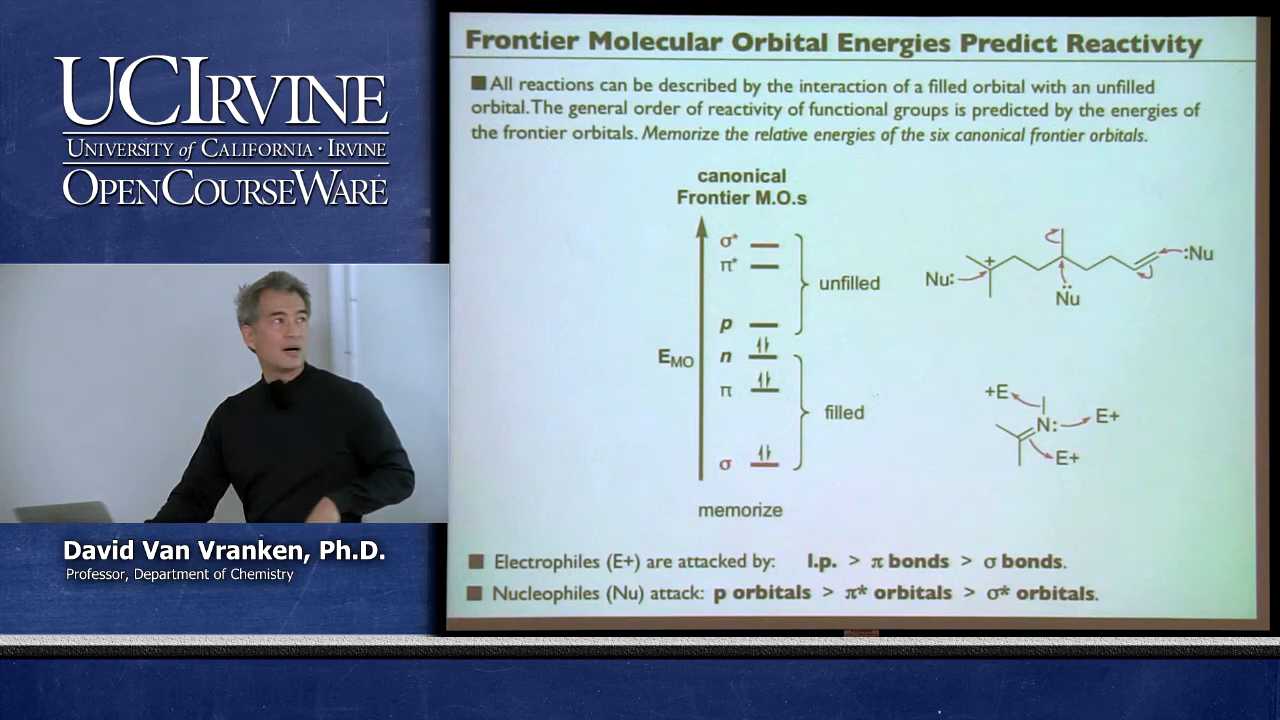 UCIRVINE
UNIVERSITY of CALIFORNIA · IRVINE
OPENCOURSEWARE
David Van Vranken, Ph.D.
Professor, Department of Chemistry
Frontier Molecular Orbital Energies Predict Reactivity
■ All reactions can be described by the interaction of a filled orbital with an unfilled
orbital. The general order of reactivity of functional groups is predicted by the energies of
the frontier orbitals. Memorize the relative energies of the six canonical frontier orbitals.
canonical
Frontier M.O.s
σ*
π*
unfilled
p
EMO
n
π
filled
σ
memorize
+
Nu:
Nu
:Nu
+E
N:
E+
E+
■ Electrophiles (E+) are attacked by: l.p. > π bonds > σ bonds.
■ Nucleophiles (Nu) attack: p orbitals > π* orbitals > σ* orbitals.